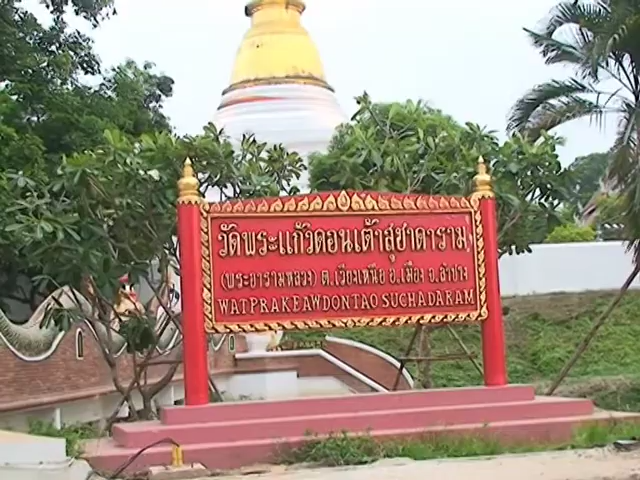 วัดพระแก้วดอนเต้าสุชาดาราม
(พระอารามหลวง) ต.เวียงเหนือ อ.เมือง จ.ลำปาง
WATPRAKEAWDONTAO SUCHADARAM